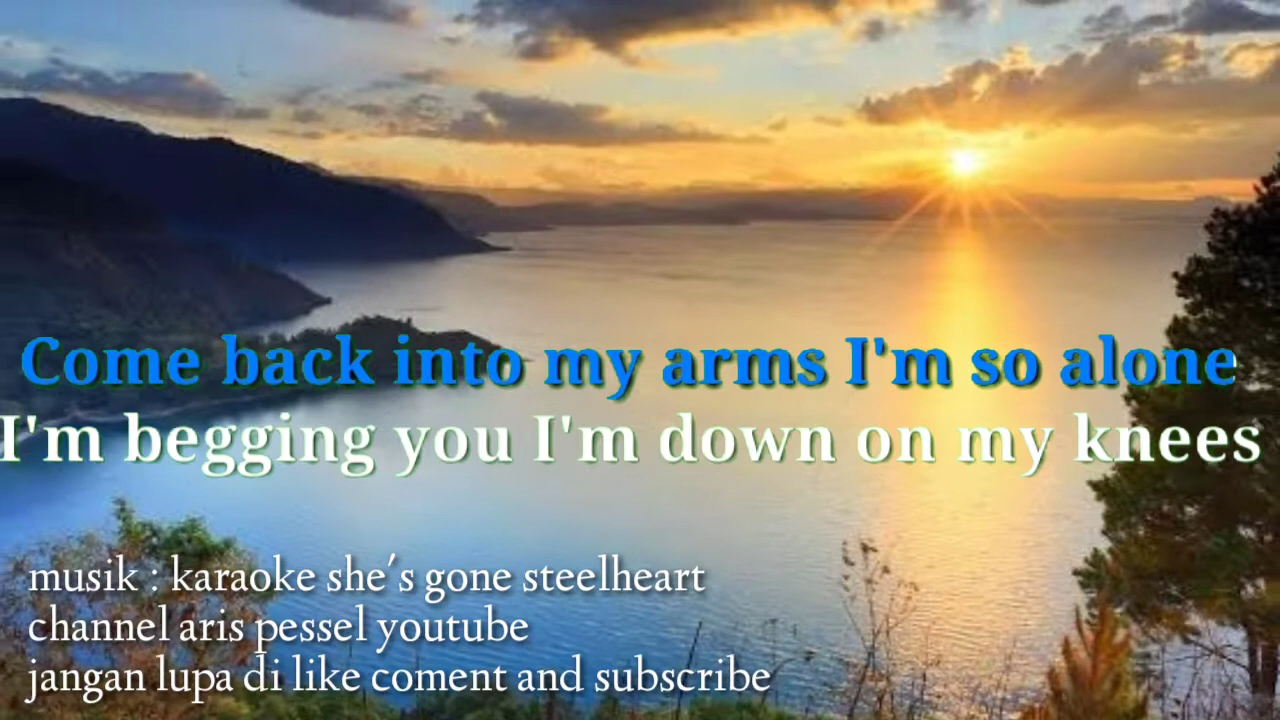 Come back into my arms I'm so alone
I'm begging you I'm down on my knees
musik : karaoke she's gone steelheart
channel aris pessel youtube
jangan lupa di like coment and subscribe